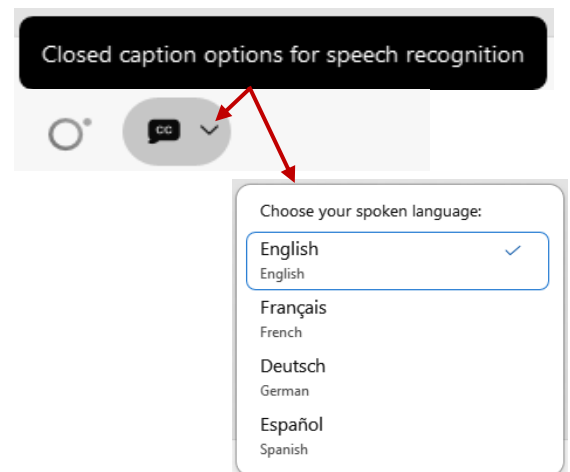 Closed caption options for speech recognition
CC
Choose your spoken language:
English
English
Français
French
Deutsch
German
Español
Spanish